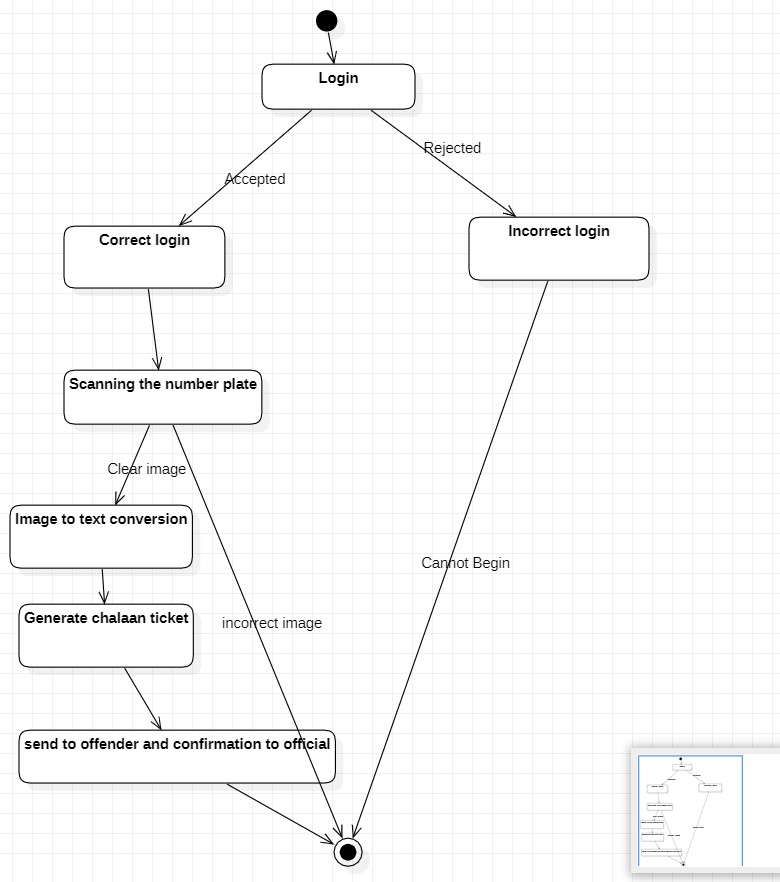 Login
Rejected
Accepted
Correct login
Incorrect login
Scanning the number plate
Clear image
Image to text conversion
Cannot Begin
Generate chalaan ticket
incorrect image
send to offender and confirmation to official